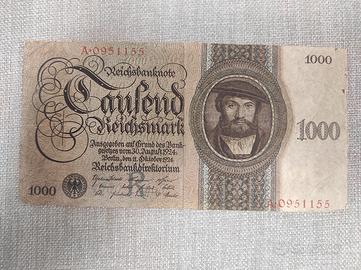 A·0951155
Reichsbanknote
1000
Tausend
Reichsmark
1000
Ausgegeben auf Grund des Bank-
gesetzes vom 30. August 1924
Berlin, den 11. Oktober 1924
Reichsbankdirektorium
1000
A·0951155